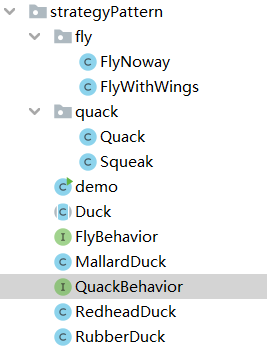 strategyPattern
fly
C FlyNoway
C FlyWithWings
quack
C Quack
C Squeak
C demo
C Duck
I FlyBehavior
C MallardDuck
I QuackBehavior
C RedheadDuck
C RubberDuck